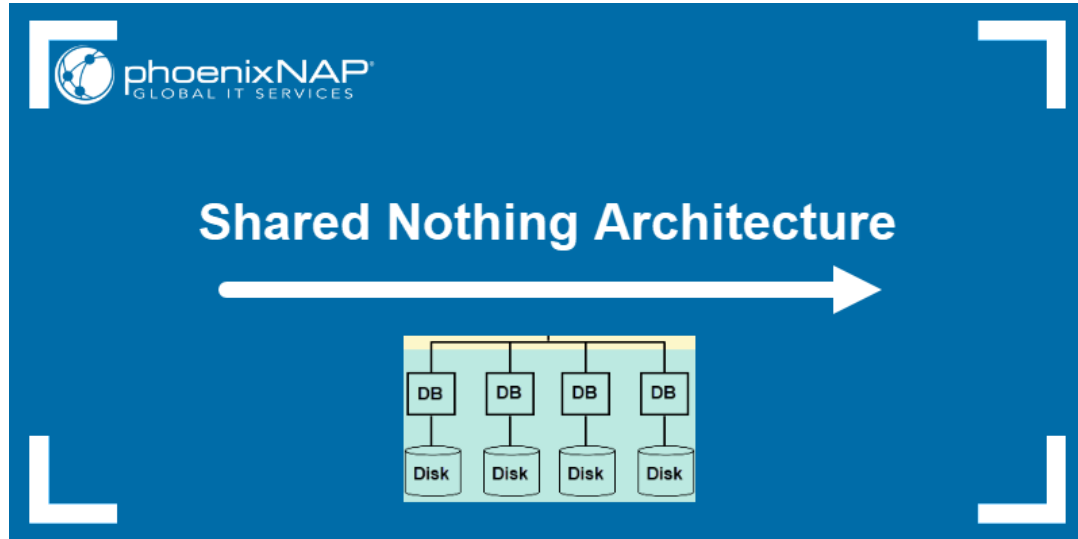 phoenixNAP®
GLOBAL IT SERVICES
Shared Nothing Architecture
DB DB DB DB
Disk Disk Disk Disk